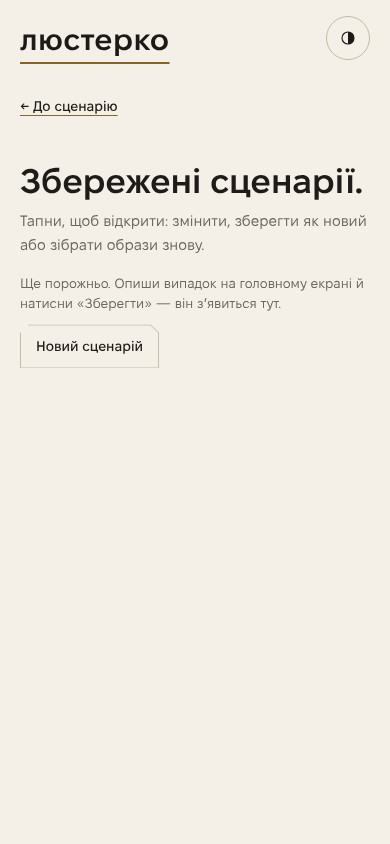 люстерко
← До сценарію
Збережені сценарії.
Тапни, щоб відкрити: змінити, зберегти як новий
або зібрати образи знову.
Ще порожньо. Опиши випадок на головному екрані й
натисни «Зберегти» — він з’явиться тут.
Новий сценарій